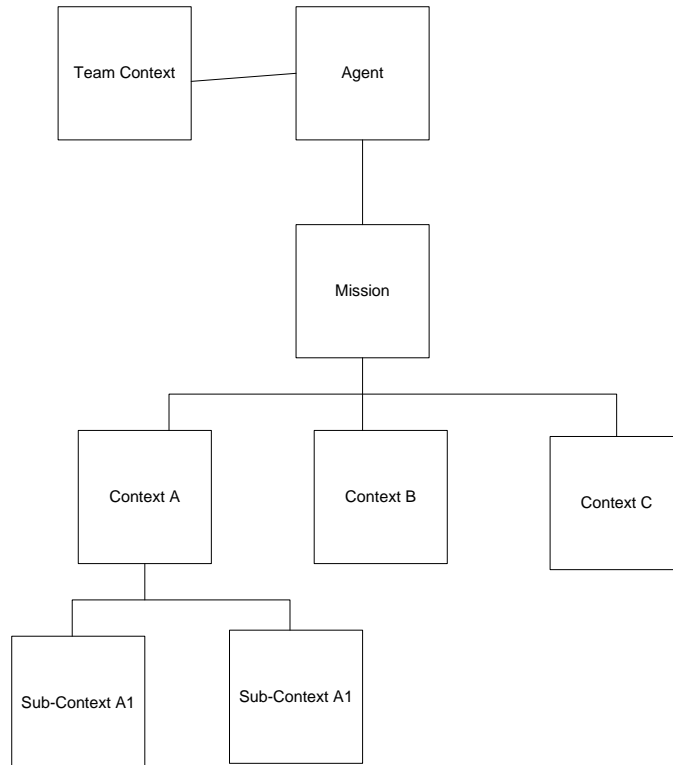 Team Context
Agent
Mission
Context A
Context B
Context C
Sub-Context A1
Sub-Context A1